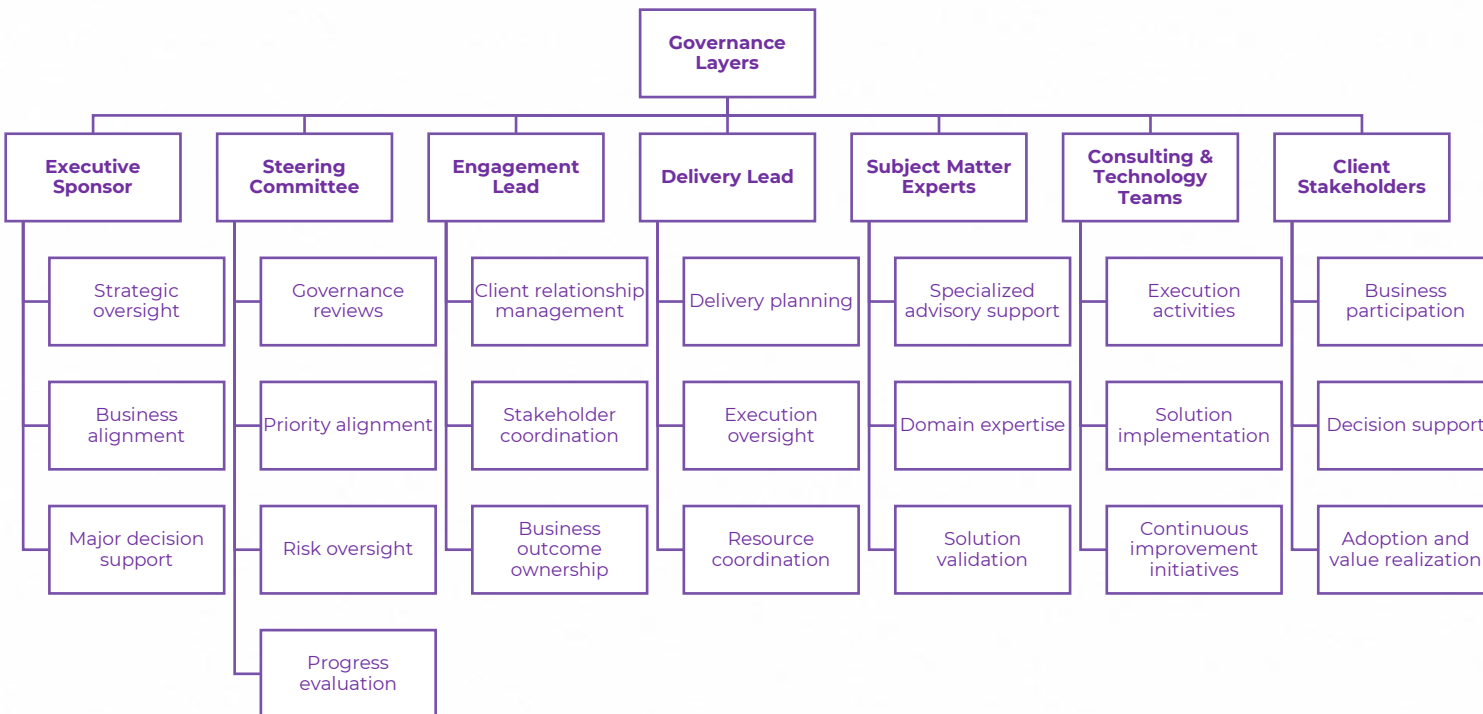 Governance
Layers
Executive
Sponsor
Strategic
oversight
Business
alignment
Major decision
support
Steering
Committee
Governance
reviews
Priority alignment
Risk oversight
Progress
evaluation
Engagement
Lead
Client relationship
management
Stakeholder
coordination
Business
outcome
ownership
Delivery Lead
Delivery planning
Execution
oversight
Resource
coordination
Subject Matter
Experts
Specialized
advisory support
Domain expertise
Solution
validation
Consulting &
Technology
Teams
Execution
activities
Solution
implementation
Continuous
improvement
initiatives
Client
Stakeholders
Business
participation
Decision support
Adoption and
value realization